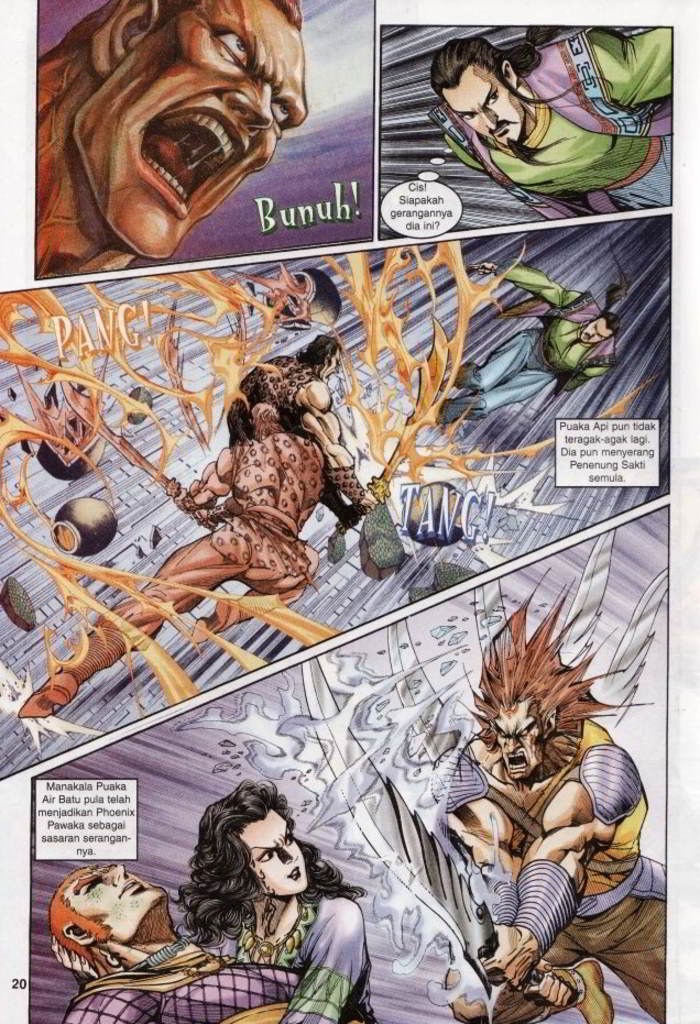 Bunuh!
Cis!
Siapakah
gerangannya
dia ini?
PANG!
Puaka Api pun tidak
teragak-agak lagi.
Dia pun menyerang
Penenung Sakti
semula.
TANG!
Manakala Puaka
Air Batu pula telah
menjadikan Phoenix
Pawaka sebagai
sasaran serangan-
nya.
20